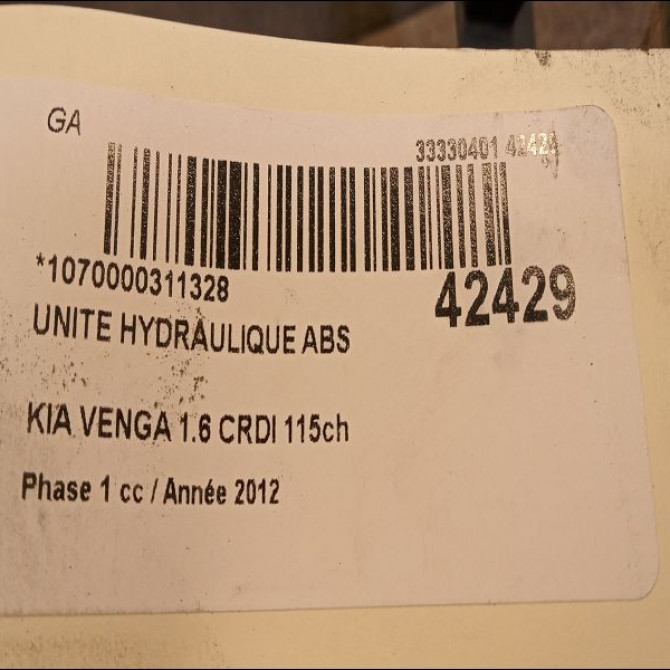 GA
33330401 42429
*1070000311328
42429
UNITE HYDRAULIQUE ABS
KIA VENGA 1.6 CRDI 115ch
Phase 1 cc / Année 2012